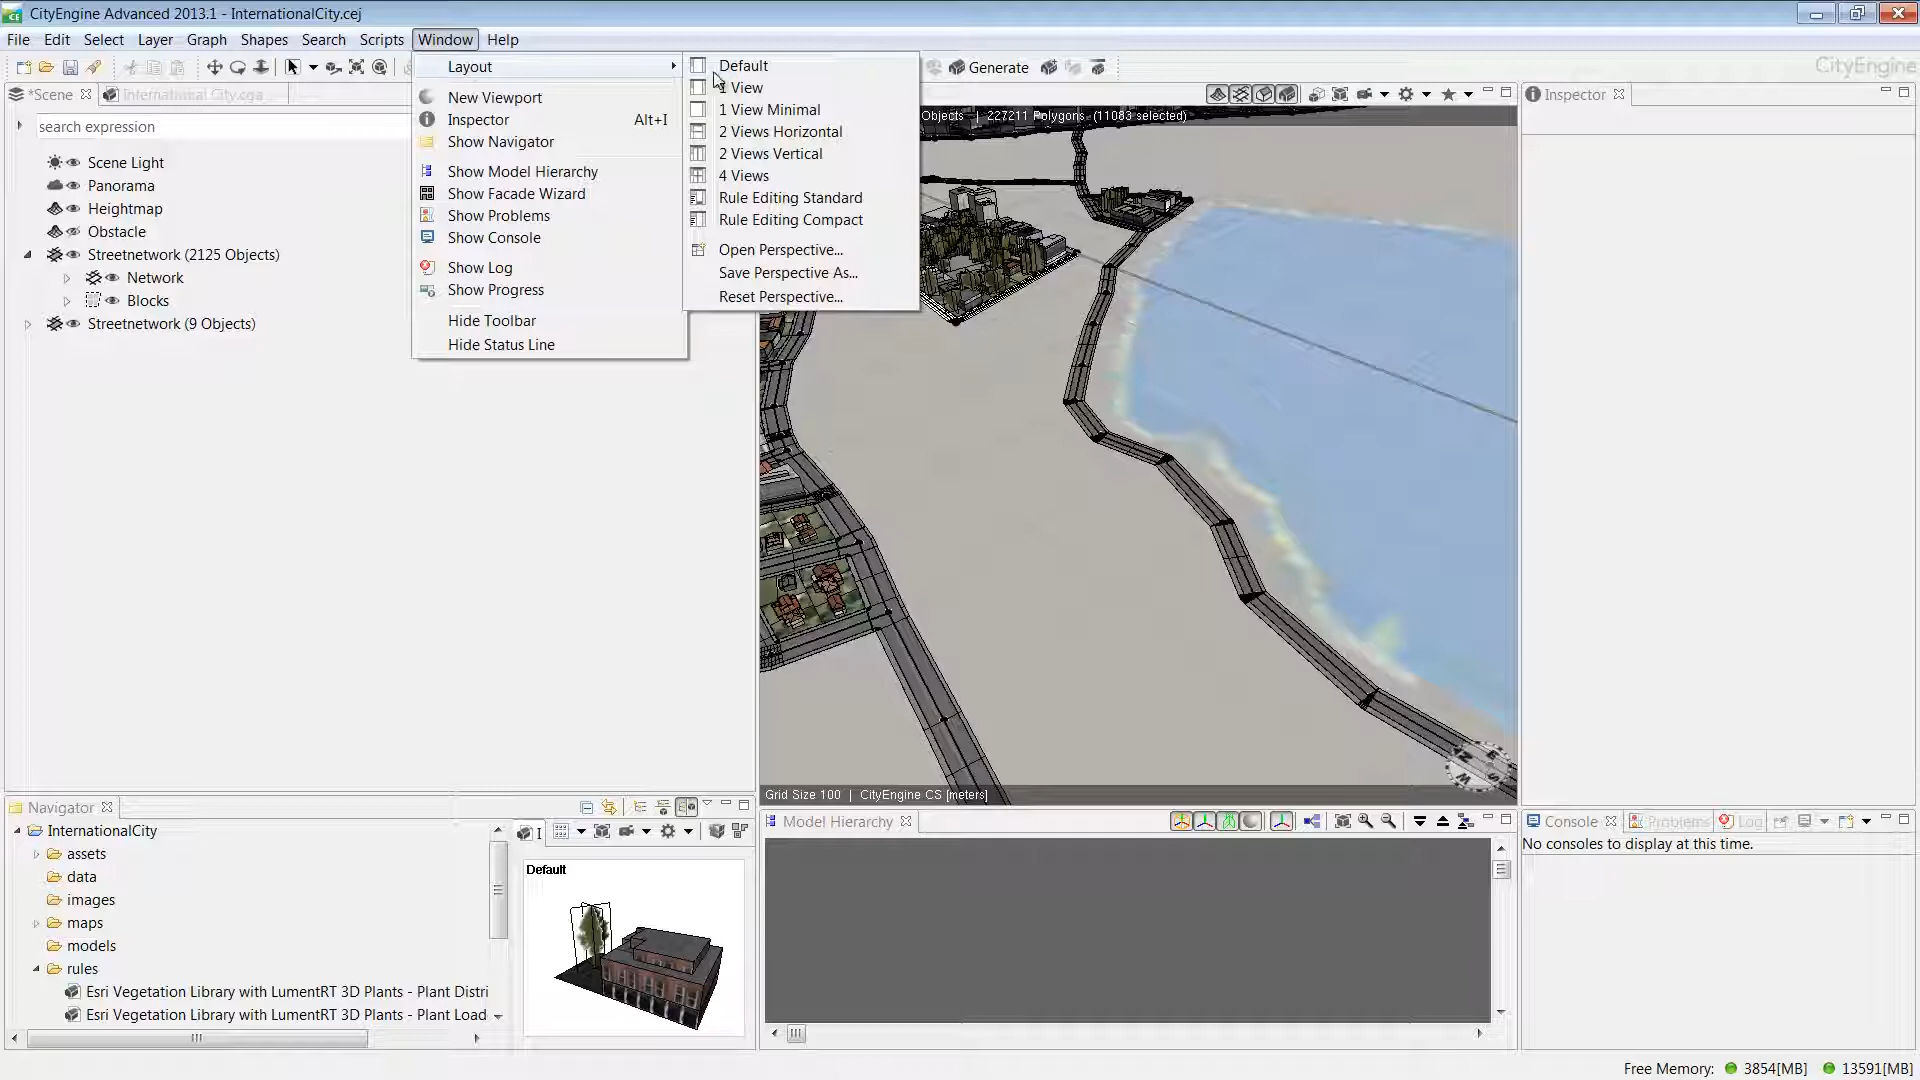 CityEngine Advanced 2013.1 - InternationalCity.cej
File Edit Select Layer Graph Shapes Search Scripts Window Help
Generate
CityEngine
*Scene
International City.cga
search expression
Scene Light
Panorama
Heightmap
Obstacle
Streetnetwork (2125 Objects)
Network
Blocks
Streetnetwork (9 Objects)
Layout
New Viewport
Inspector Alt+I
Show Navigator
Show Model Hierarchy
Show Facade Wizard
Show Problems
Show Console
Show Log
Show Progress
Hide Toolbar
Hide Status Line
Default
1 View
1 View Minimal
2 Views Horizontal
2 Views Vertical
4 Views
Rule Editing Standard
Rule Editing Compact
Open Perspective...
Save Perspective As...
Reset Perspective...
Objects | 227211 Polygons (11083 selected)
Grid Size 100 | CityEngine CS [meters]
Inspector
Navigator
InternationalCity
assets
data
images
maps
models
rules
Esri Vegetation Library with LumentRT 3D Plants - Plant Distri
Esri Vegetation Library with LumentRT 3D Plants - Plant Load
I
Default
Model Hierarchy
Console Problems Log
No consoles to display at this time.
Free Memory: 3854[MB] 13591[MB]